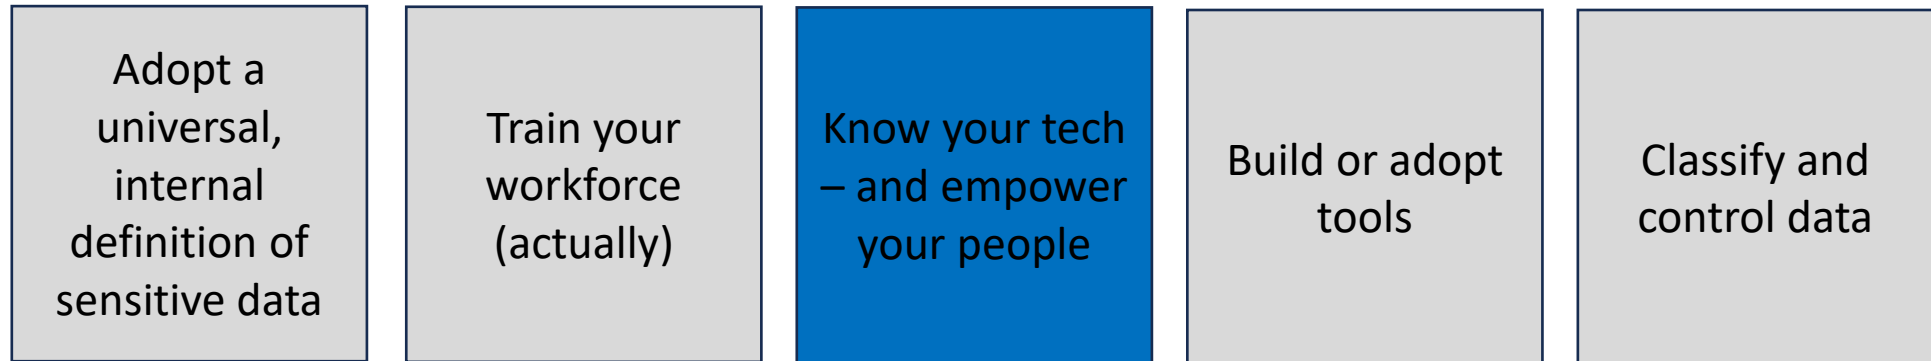 Adopt a
universal,
internal
definition of
sensitive data
Train your
workforce
(actually)
Know your tech
– and empower
your people
Build or adopt
tools
Classify and
control data